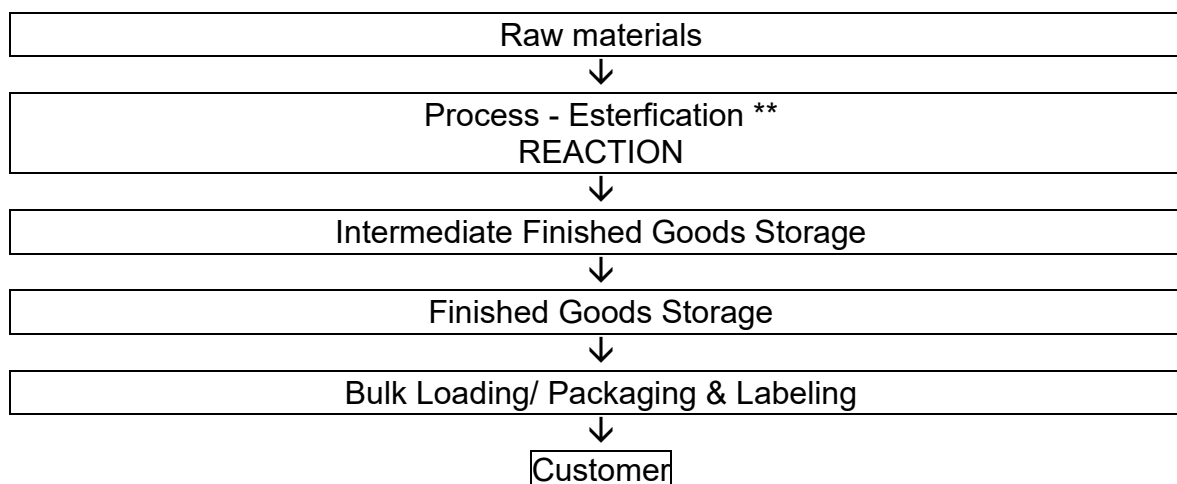 Raw materials
Process - Esterfication **
REACTION
Intermediate Finished Goods Storage
Finished Goods Storage
Bulk Loading/ Packaging & Labeling
Customer